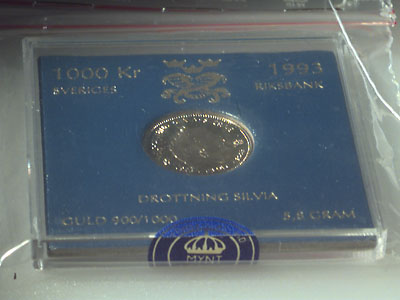 1000 Kr 1993
SVERIGES RIKSBANK
DROTTNING SILVIA
GULD 900/1000 5,8 GRAM
MYNT